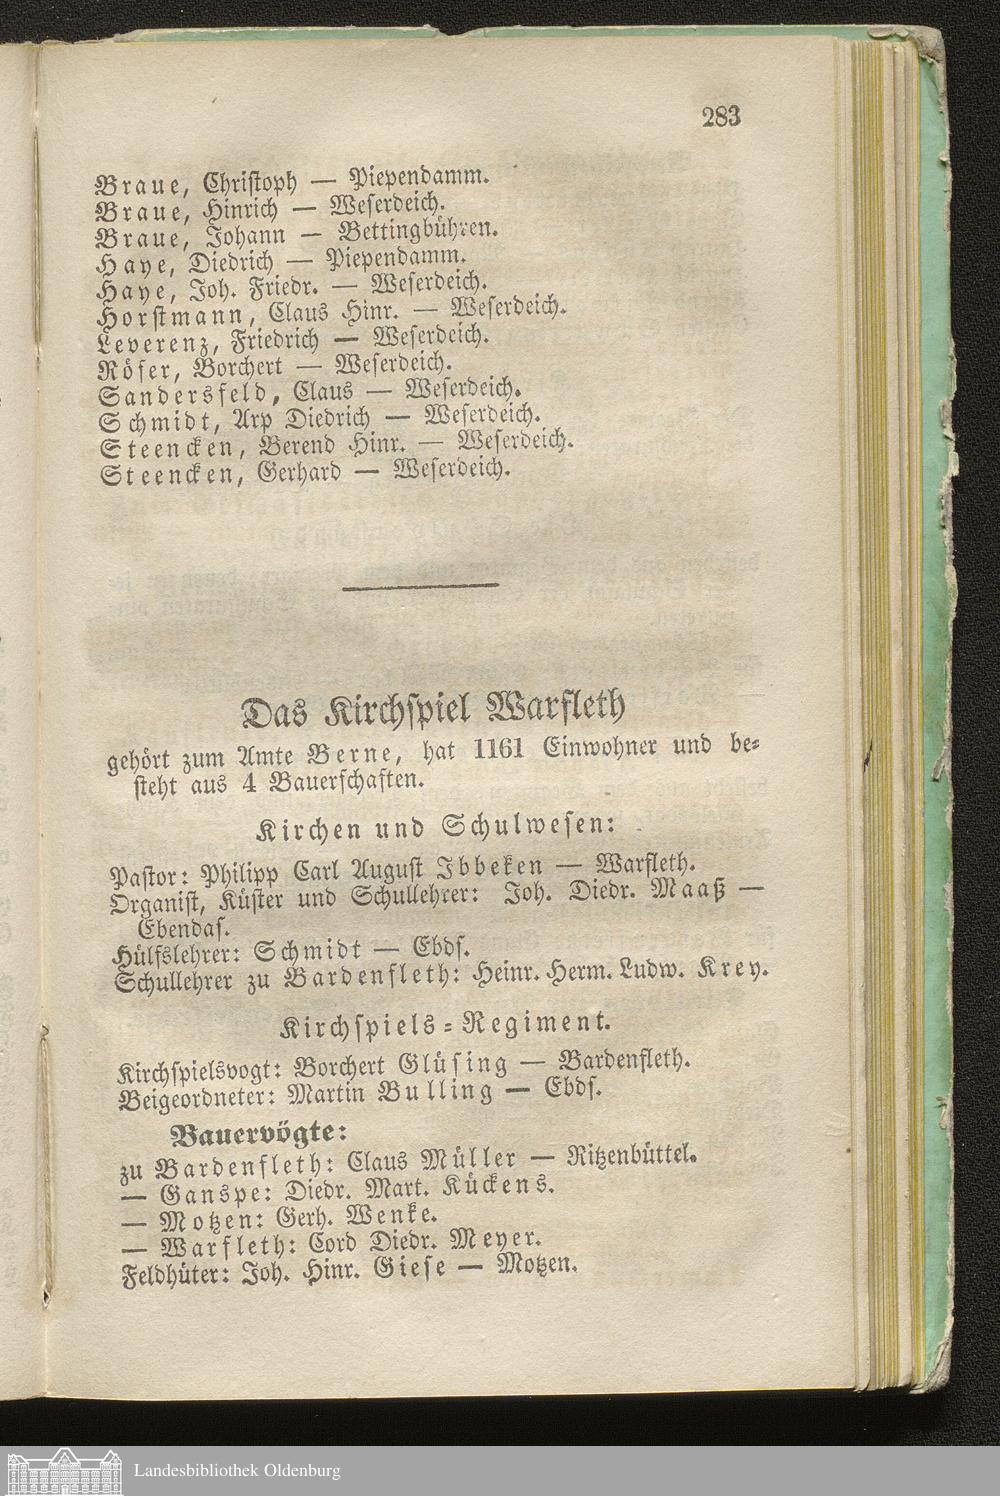 283
Braue, Christoph — Piependamm.
Braue, Hinrich — Weserdeich.
Braue, Johann — Bettingbühren.
Haye, Diedrich — Piependamm.
Haye, Joh. Friedr. — Weserdeich.
Horstmann, Claus Hinr. — Weserdeich.
Leverenz, Friedrich — Weserdeich.
Röser, Borchert — Weserdeich.
Sandersfeld, Claus — Weserdeich.
Schmidt, Arp Diedrich — Weserdeich.
Steencken, Berend Hinr. — Weserdeich.
Steencken, Gerhard — Weserdeich.
Das Kirchspiel Warfleth
gehört zum Amte Berne, hat 1161 Einwohner und be-
steht aus 4 Bauerschaften.
Kirchen und Schulwesen:
Pastor: Philipp Carl August Ibbeken — Warfleth.
Organist, Küster und Schullehrer: Joh. Diedr. Maaß —
Ebendas.
Hülfslehrer: Schmidt — Ebds.
Schullehrer zu Bardenfleth: Heinr. Herm. Ludw. Krey.
Kirchspiels-Regiment.
Kirchspielsvogt: Borchert Glüsing — Bardenfleth.
Beigeordneter: Martin Bulling — Ebds.
Bauervögte:
zu Bardenfleth: Claus Müller — Ritzenbüttel.
— Ganspe: Diedr. Mart. Kückens.
— Motzen: Gerh. Wenke.
— Warfleth: Cord Diedr. Meyer.
Feldhüter: Joh. Hinr. Giese — Motzen.
Landesbibliothek Oldenburg